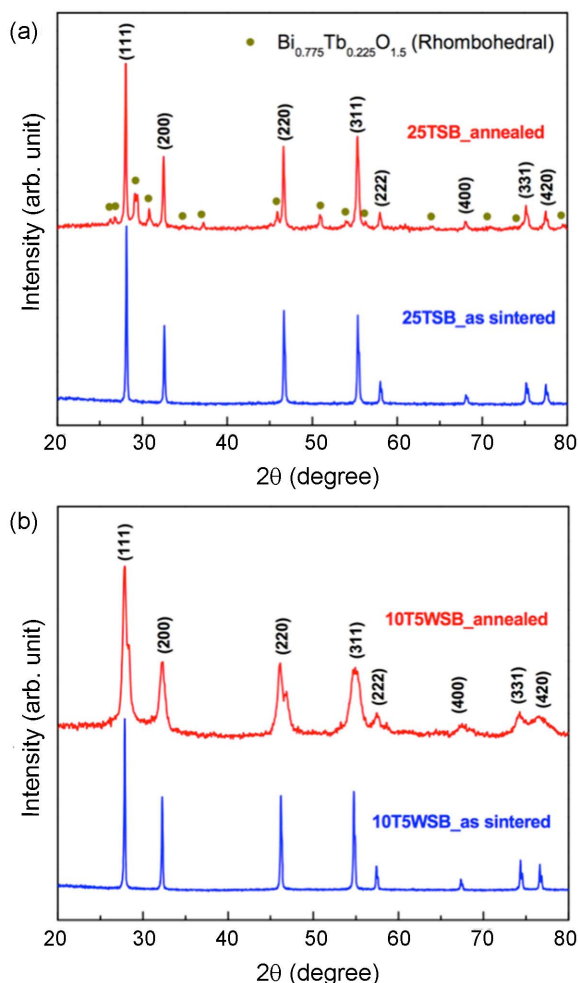 (a)
(111)
● Bi0.775Tb0.225O1.5 (Rhombohedral)
(200)
(220)
(311)
25TSB_annealed
(222)
(400)
(331)
(420)
25TSB_as sintered
Intensity (arb. unit)
20 30 40 50 60 70 80
2θ (degree)
(b)
(111)
(200)
(220)
(311)
10T5WSB_annealed
(222)
(400)
(331)
(420)
10T5WSB_as sintered
Intensity (arb. unit)
20 30 40 50 60 70 80
2θ (degree)